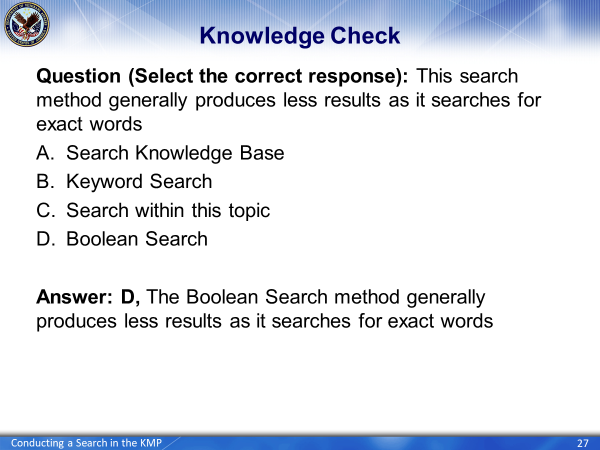 Knowledge Check
Question (Select the correct response): This search
method generally produces less results as it searches for
exact words
A. Search Knowledge Base
B. Keyword Search
C. Search within this topic
D. Boolean Search
Answer: D, The Boolean Search method generally
produces less results as it searches for exact words
Conducting a Search in the KMP
27